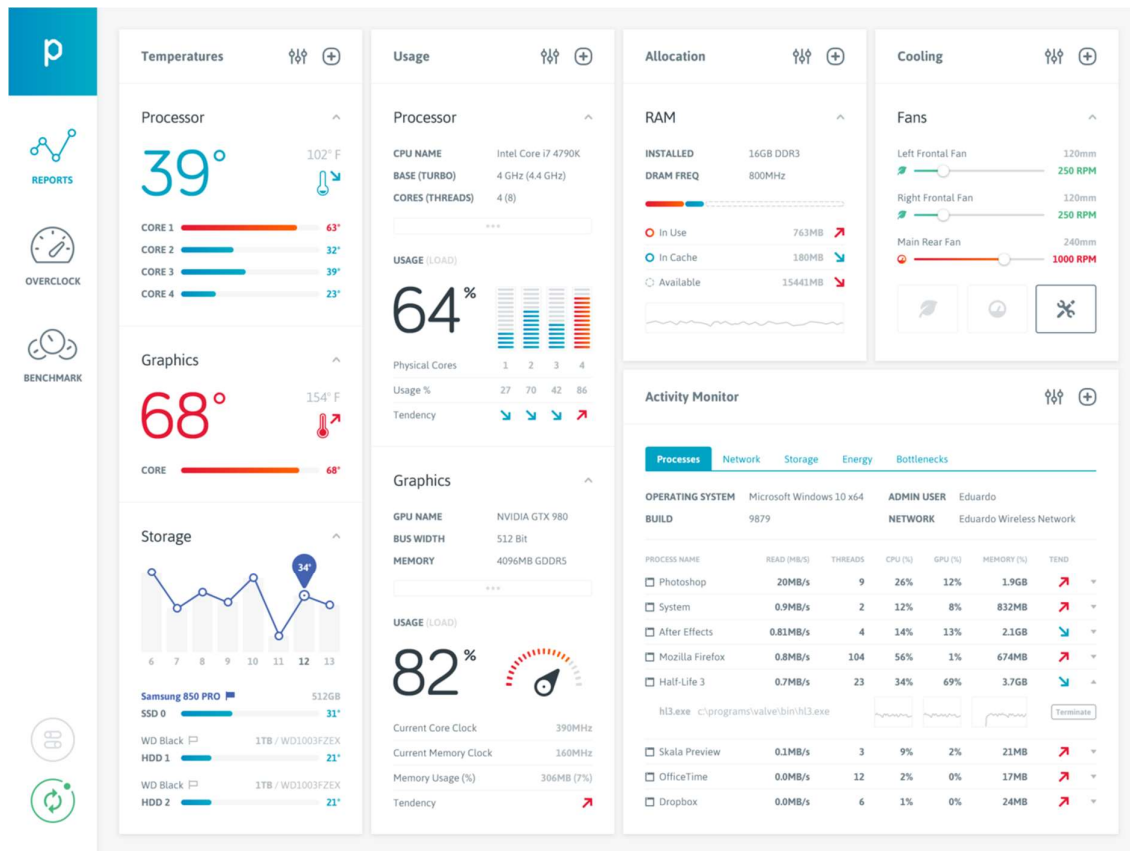 p
REPORTS
OVERCLOCK
BENCHMARK
Temperatures
Processor
39°
102° F
CORE 1 63°
CORE 2 32°
CORE 3 39°
CORE 4 23°
Graphics
68°
154° F
CORE 68°
Storage
34°
6 7 8 9 10 11 12 13
Samsung 850 PRO 512GB
SSD 0 31°
WD Black 1TB / WD1003FZEX
HDD 1 21°
WD Black 1TB / WD1003FZEX
HDD 2 21°
Usage
Processor
CPU NAME Intel Core i7 4790K
BASE (TURBO) 4 GHz (4.4 GHz)
CORES (THREADS) 4 (8)
USAGE (LOAD)
64%
Physical Cores 1 2 3 4
Usage % 27 70 42 86
Tendency
Graphics
GPU NAME NVIDIA GTX 980
BUS WIDTH 512 Bit
MEMORY 4096MB GDDR5
USAGE (LOAD)
82%
Current Core Clock 390MHz
Current Memory Clock 160MHz
Memory Usage (%) 306MB (7%)
Tendency
Allocation
RAM
INSTALLED 16GB DDR3
DRAM FREQ 800MHz
In Use 763MB
In Cache 180MB
Available 15441MB
Cooling
Fans
Left Frontal Fan 120mm
250 RPM
Right Frontal Fan 120mm
250 RPM
Main Rear Fan 240mm
1000 RPM
Activity Monitor
Processes Network Storage Energy Bottlenecks
OPERATING SYSTEM Microsoft Windows 10 x64 ADMIN USER Eduardo
BUILD 9879 NETWORK Eduardo Wireless Network
PROCESS NAME READ (MB/S) THREADS CPU (%) GPU (%) MEMORY (%) TEND
Photoshop 20MB/s 9 26% 12% 1.9GB
System 0.9MB/s 2 12% 8% 832MB
After Effects 0.81MB/s 4 14% 13% 2.1GB
Mozilla Firefox 0.8MB/s 104 56% 1% 674MB
Half-Life 3 0.7MB/s 23 34% 69% 3.7GB
hl3.exe c:\programs\valve\bin\hl3.exe Terminate
Skala Preview 0.1MB/s 3 9% 2% 21MB
OfficeTime 0.0MB/s 12 2% 0% 17MB
Dropbox 0.0MB/s 6 1% 0% 24MB